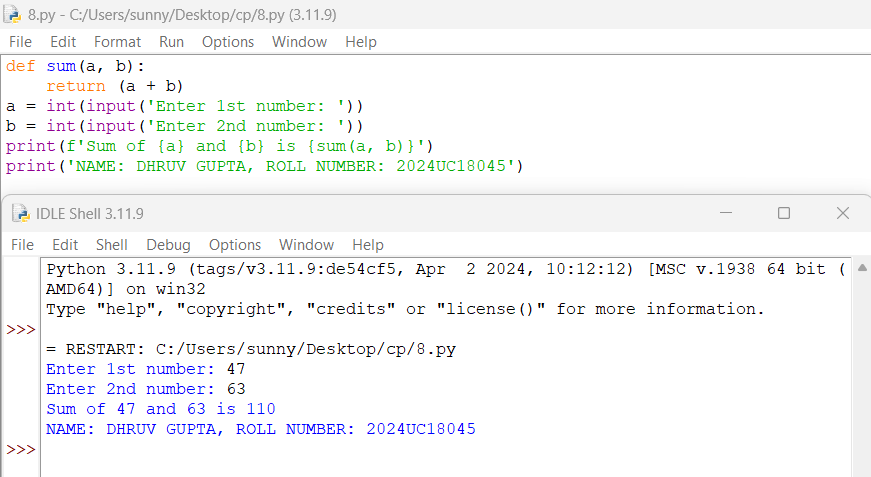 8.py - C:/Users/sunny/Desktop/cp/8.py (3.11.9)
File Edit Format Run Options Window Help
def sum(a, b):
    return (a + b)
a = int(input('Enter 1st number: '))
b = int(input('Enter 2nd number: '))
print(f'Sum of {a} and {b} is {sum(a, b)}')
print('NAME: DHRUV GUPTA, ROLL NUMBER: 2024UC18045')
IDLE Shell 3.11.9
File Edit Shell Debug Options Window Help
Python 3.11.9 (tags/v3.11.9:de54cf5, Apr  2 2024, 10:12:12) [MSC v.1938 64 bit (
AMD64)] on win32
Type "help", "copyright", "credits" or "license()" for more information.
>>>
= RESTART: C:/Users/sunny/Desktop/cp/8.py
Enter 1st number: 47
Enter 2nd number: 63
Sum of 47 and 63 is 110
NAME: DHRUV GUPTA, ROLL NUMBER: 2024UC18045
>>>